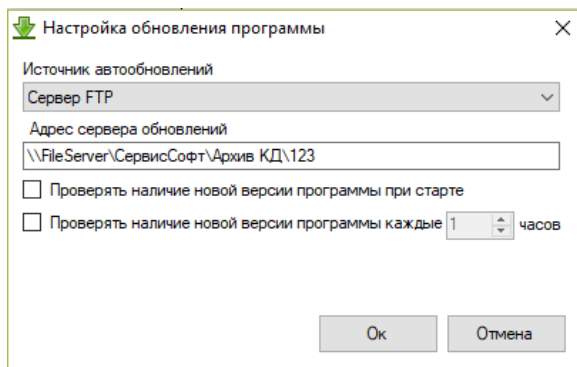 Настройка обновления программы
Источник автообновлений
Сервер FTP
Адрес сервера обновлений
\\FileServer\СервисСофт\Архив КД\123
Проверять наличие новой версии программы при старте
Проверять наличие новой версии программы каждые 1 часов
Ок Отмена